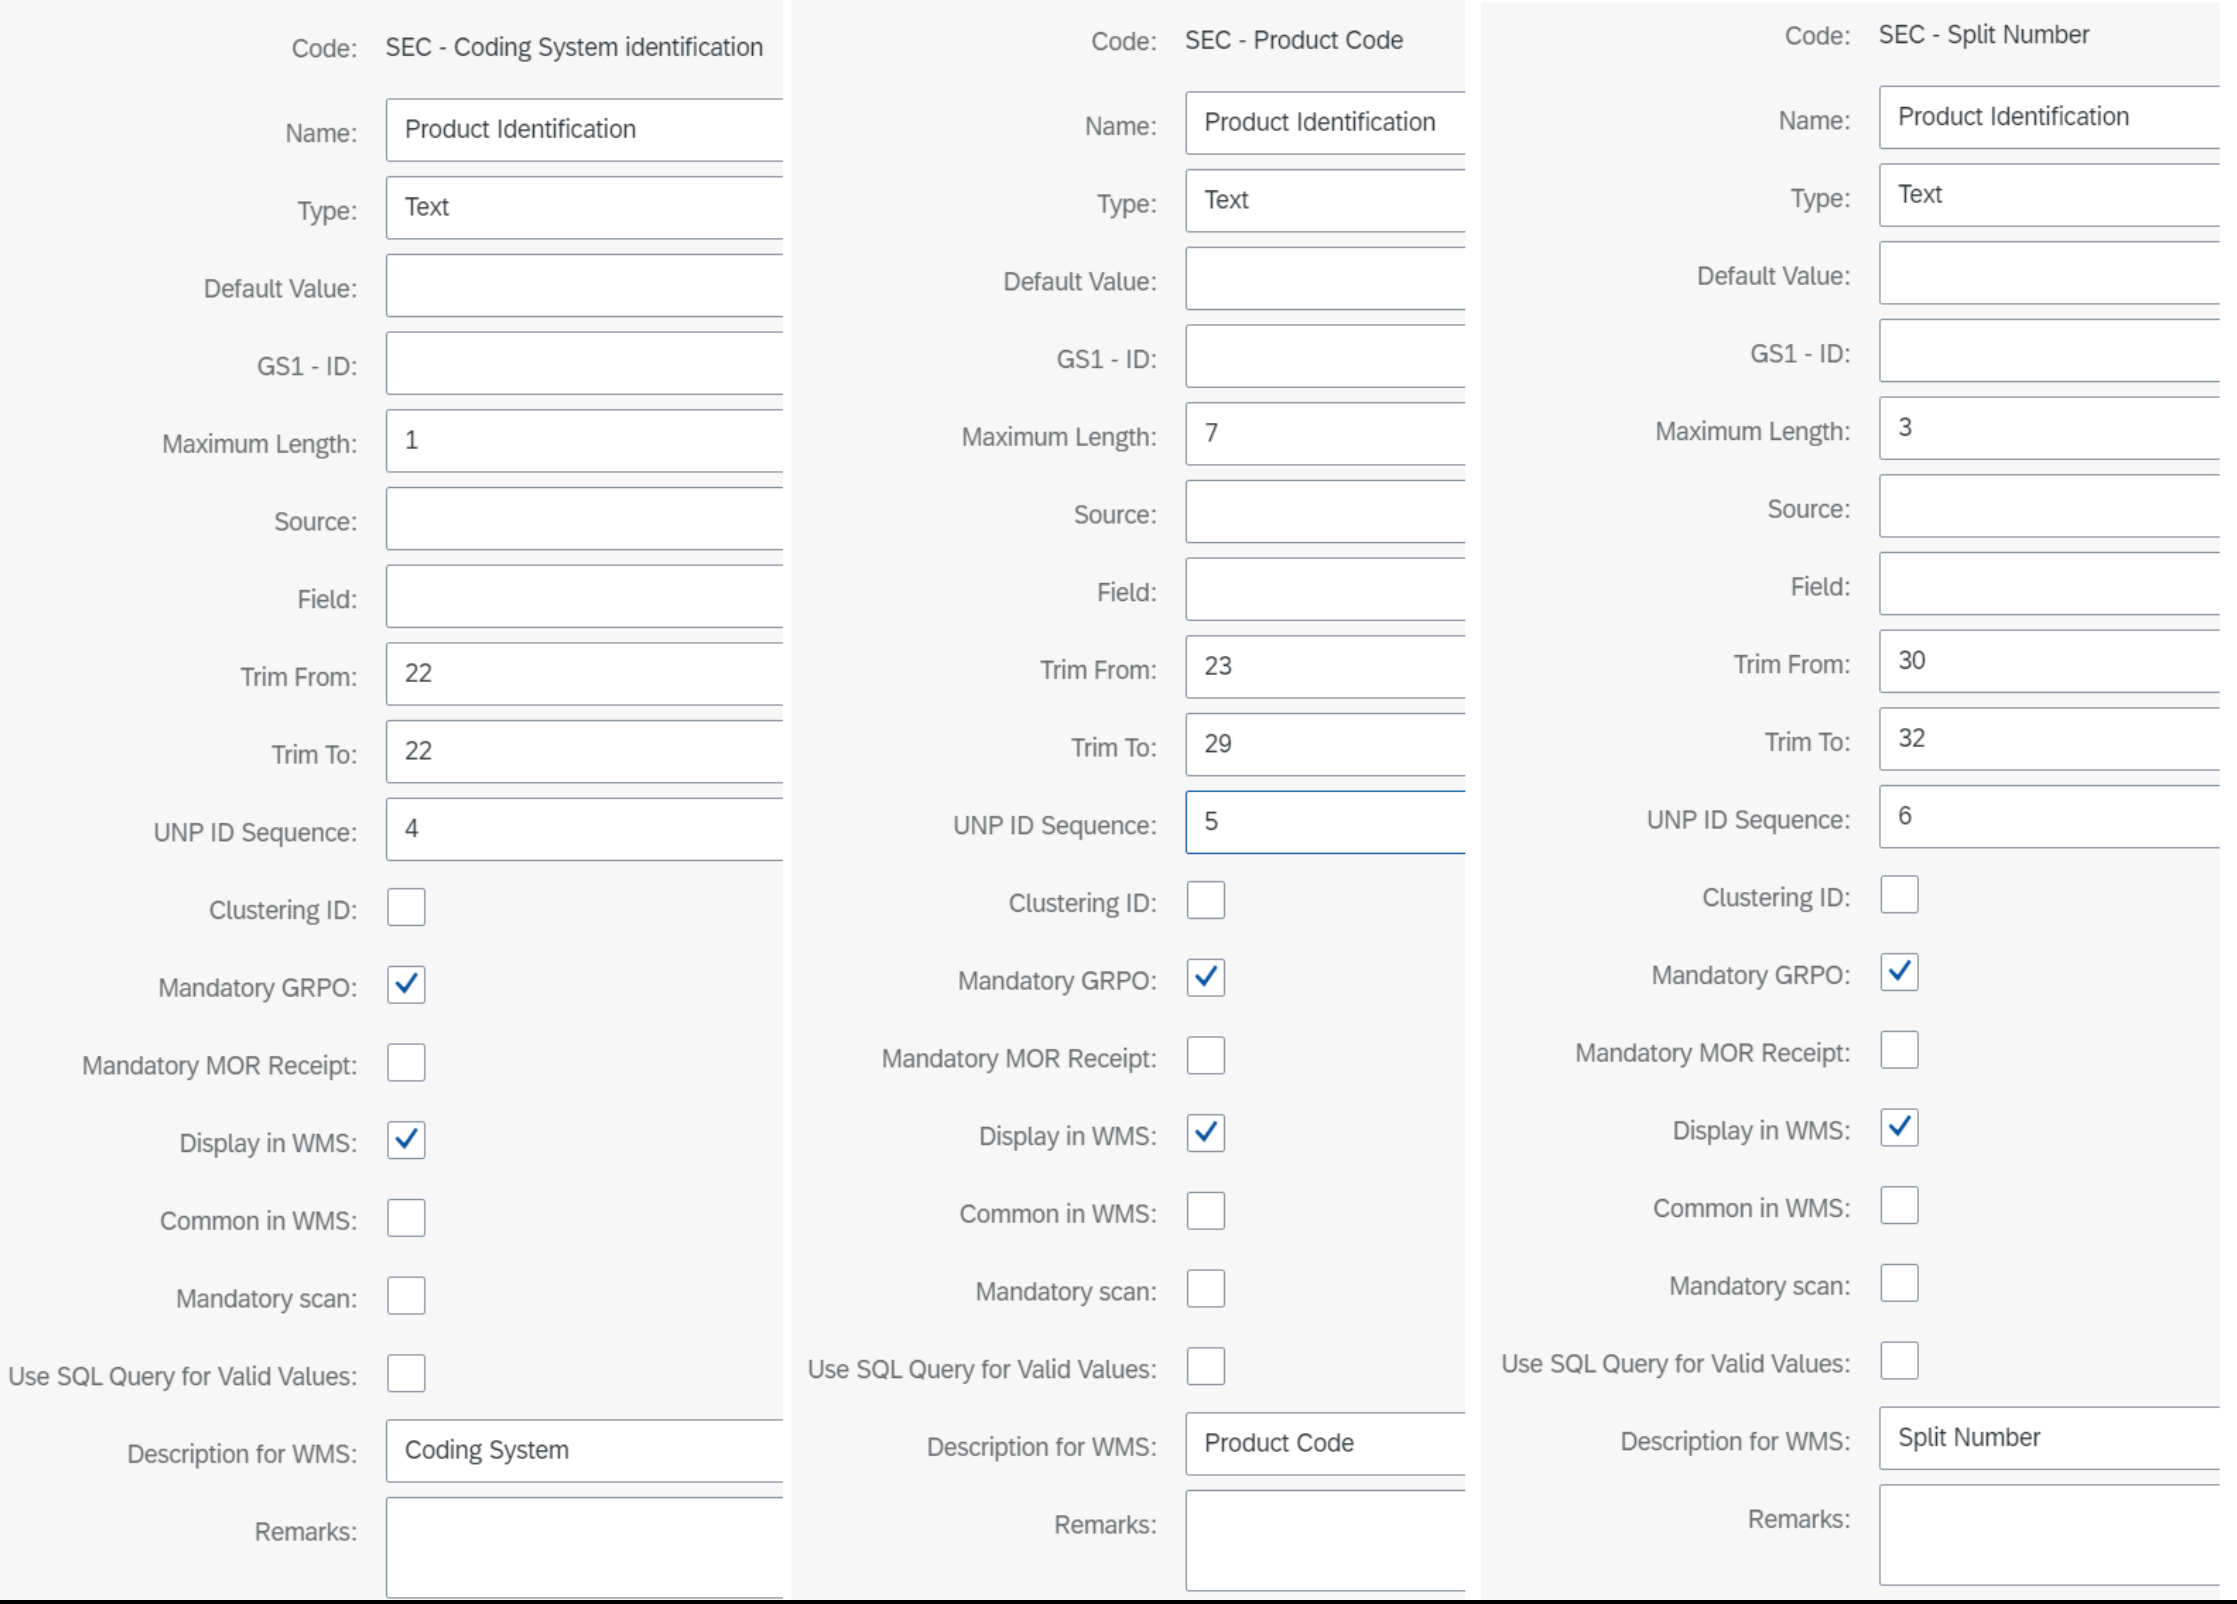 Code: SEC - Coding System identification
Name: Product Identification
Type: Text
Default Value:
GS1 - ID:
Maximum Length: 1
Source:
Field:
Trim From: 22
Trim To: 22
UNP ID Sequence: 4
Clustering ID:
Mandatory GRPO:
Mandatory MOR Receipt:
Display in WMS:
Common in WMS:
Mandatory scan:
Use SQL Query for Valid Values:
Description for WMS: Coding System
Remarks:
Code: SEC - Product Code
Name: Product Identification
Type: Text
Default Value:
GS1 - ID:
Maximum Length: 7
Source:
Field:
Trim From: 23
Trim To: 29
UNP ID Sequence: 5
Clustering ID:
Mandatory GRPO:
Mandatory MOR Receipt:
Display in WMS:
Common in WMS:
Mandatory scan:
Use SQL Query for Valid Values:
Description for WMS: Product Code
Remarks:
Code: SEC - Split Number
Name: Product Identification
Type: Text
Default Value:
GS1 - ID:
Maximum Length: 3
Source:
Field:
Trim From: 30
Trim To: 32
UNP ID Sequence: 6
Clustering ID:
Mandatory GRPO:
Mandatory MOR Receipt:
Display in WMS:
Common in WMS:
Mandatory scan:
Use SQL Query for Valid Values:
Description for WMS: Split Number
Remarks: